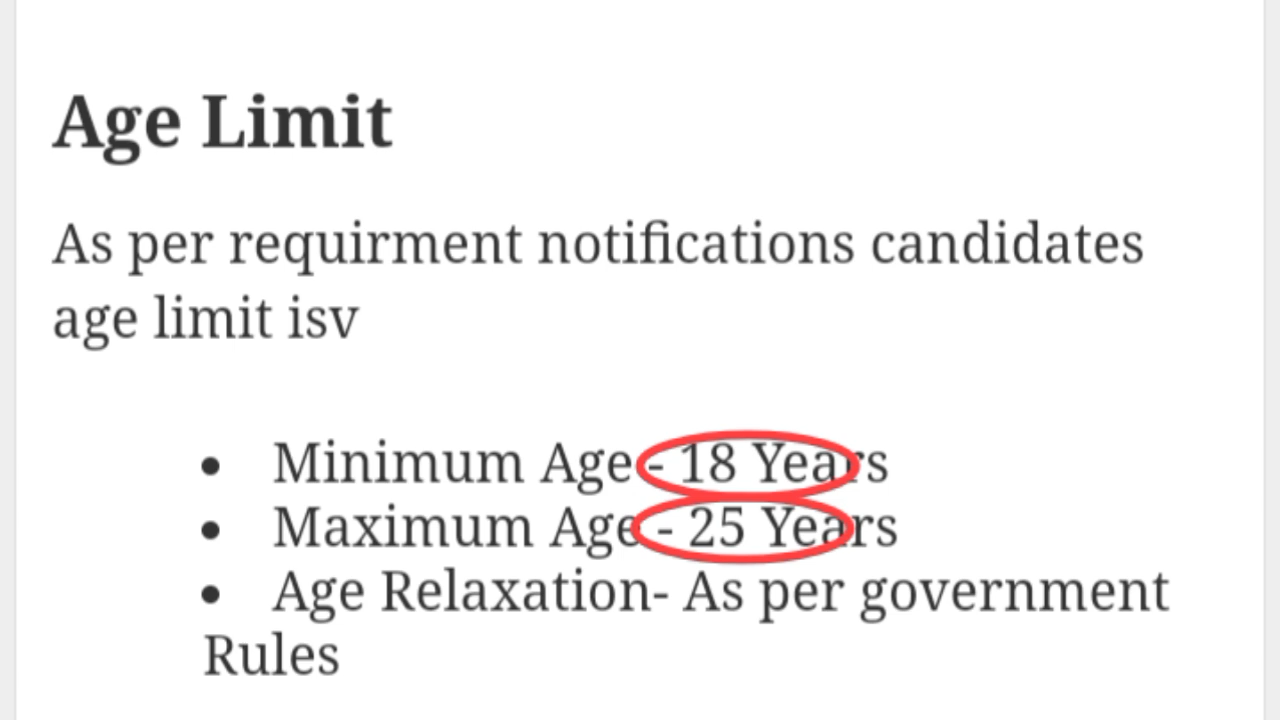 Age Limit
As per requirment notifications candidates
age limit isv
• Minimum Age - 18 Years
• Maximum Age - 25 Years
• Age Relaxation- As per government
Rules